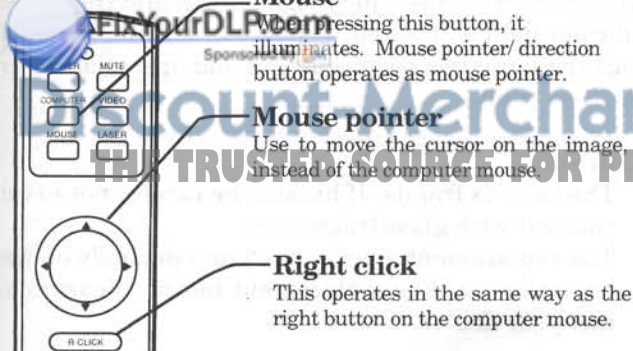 Mouse
FixYourDLP.com
When pressing this button, it
Sponsored by
illuminates. Mouse pointer/ direction
button operates as mouse pointer.
MUTE
COMPUTER VIDEO
Discount-Merchan
MOUSE LASER
Mouse pointer
Use to move the cursor on the image,
THE TRUSTED SOURCE FOR P
instead of the computer mouse.
Right click
This operates in the same way as the
right button on the computer mouse.
R CLICK